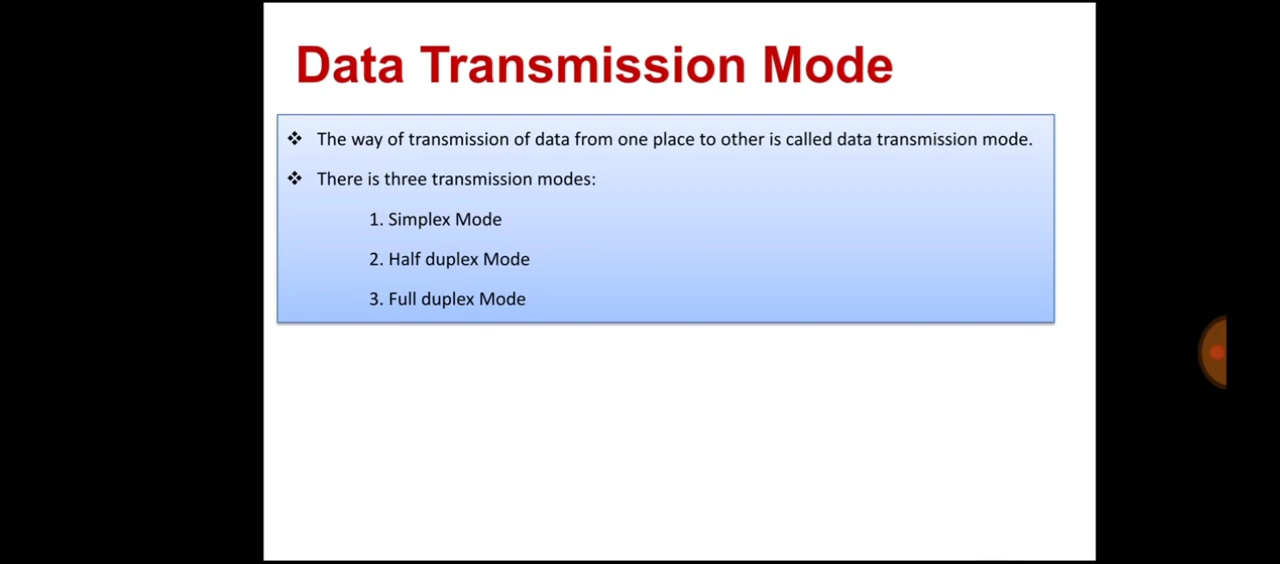 Data Transmission Mode
❖ The way of transmission of data from one place to other is called data transmission mode.
❖ There is three transmission modes:
1. Simplex Mode
2. Half duplex Mode
3. Full duplex Mode